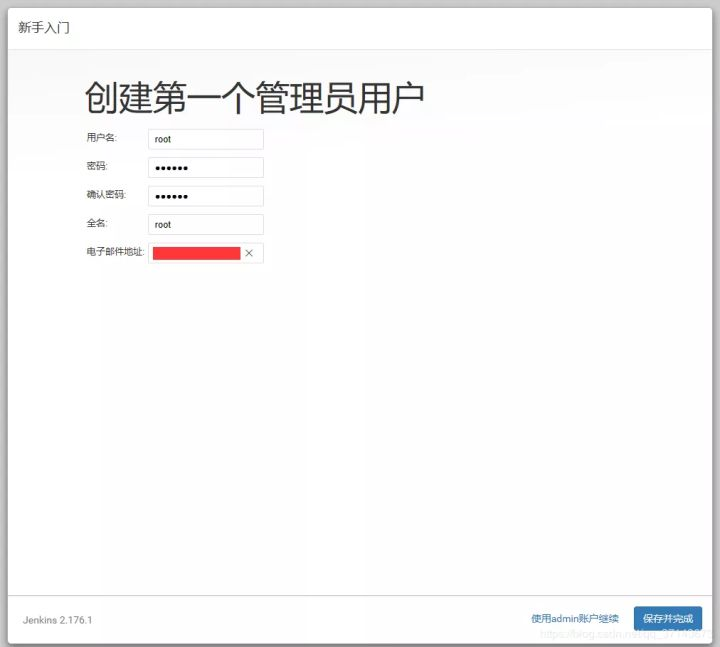 新手入门
创建第一个管理员用户
用户名: root
密码: ••••••
确认密码: ••••••
全名: root
电子邮件地址:
Jenkins 2.176.1
使用admin账户继续
保存并完成